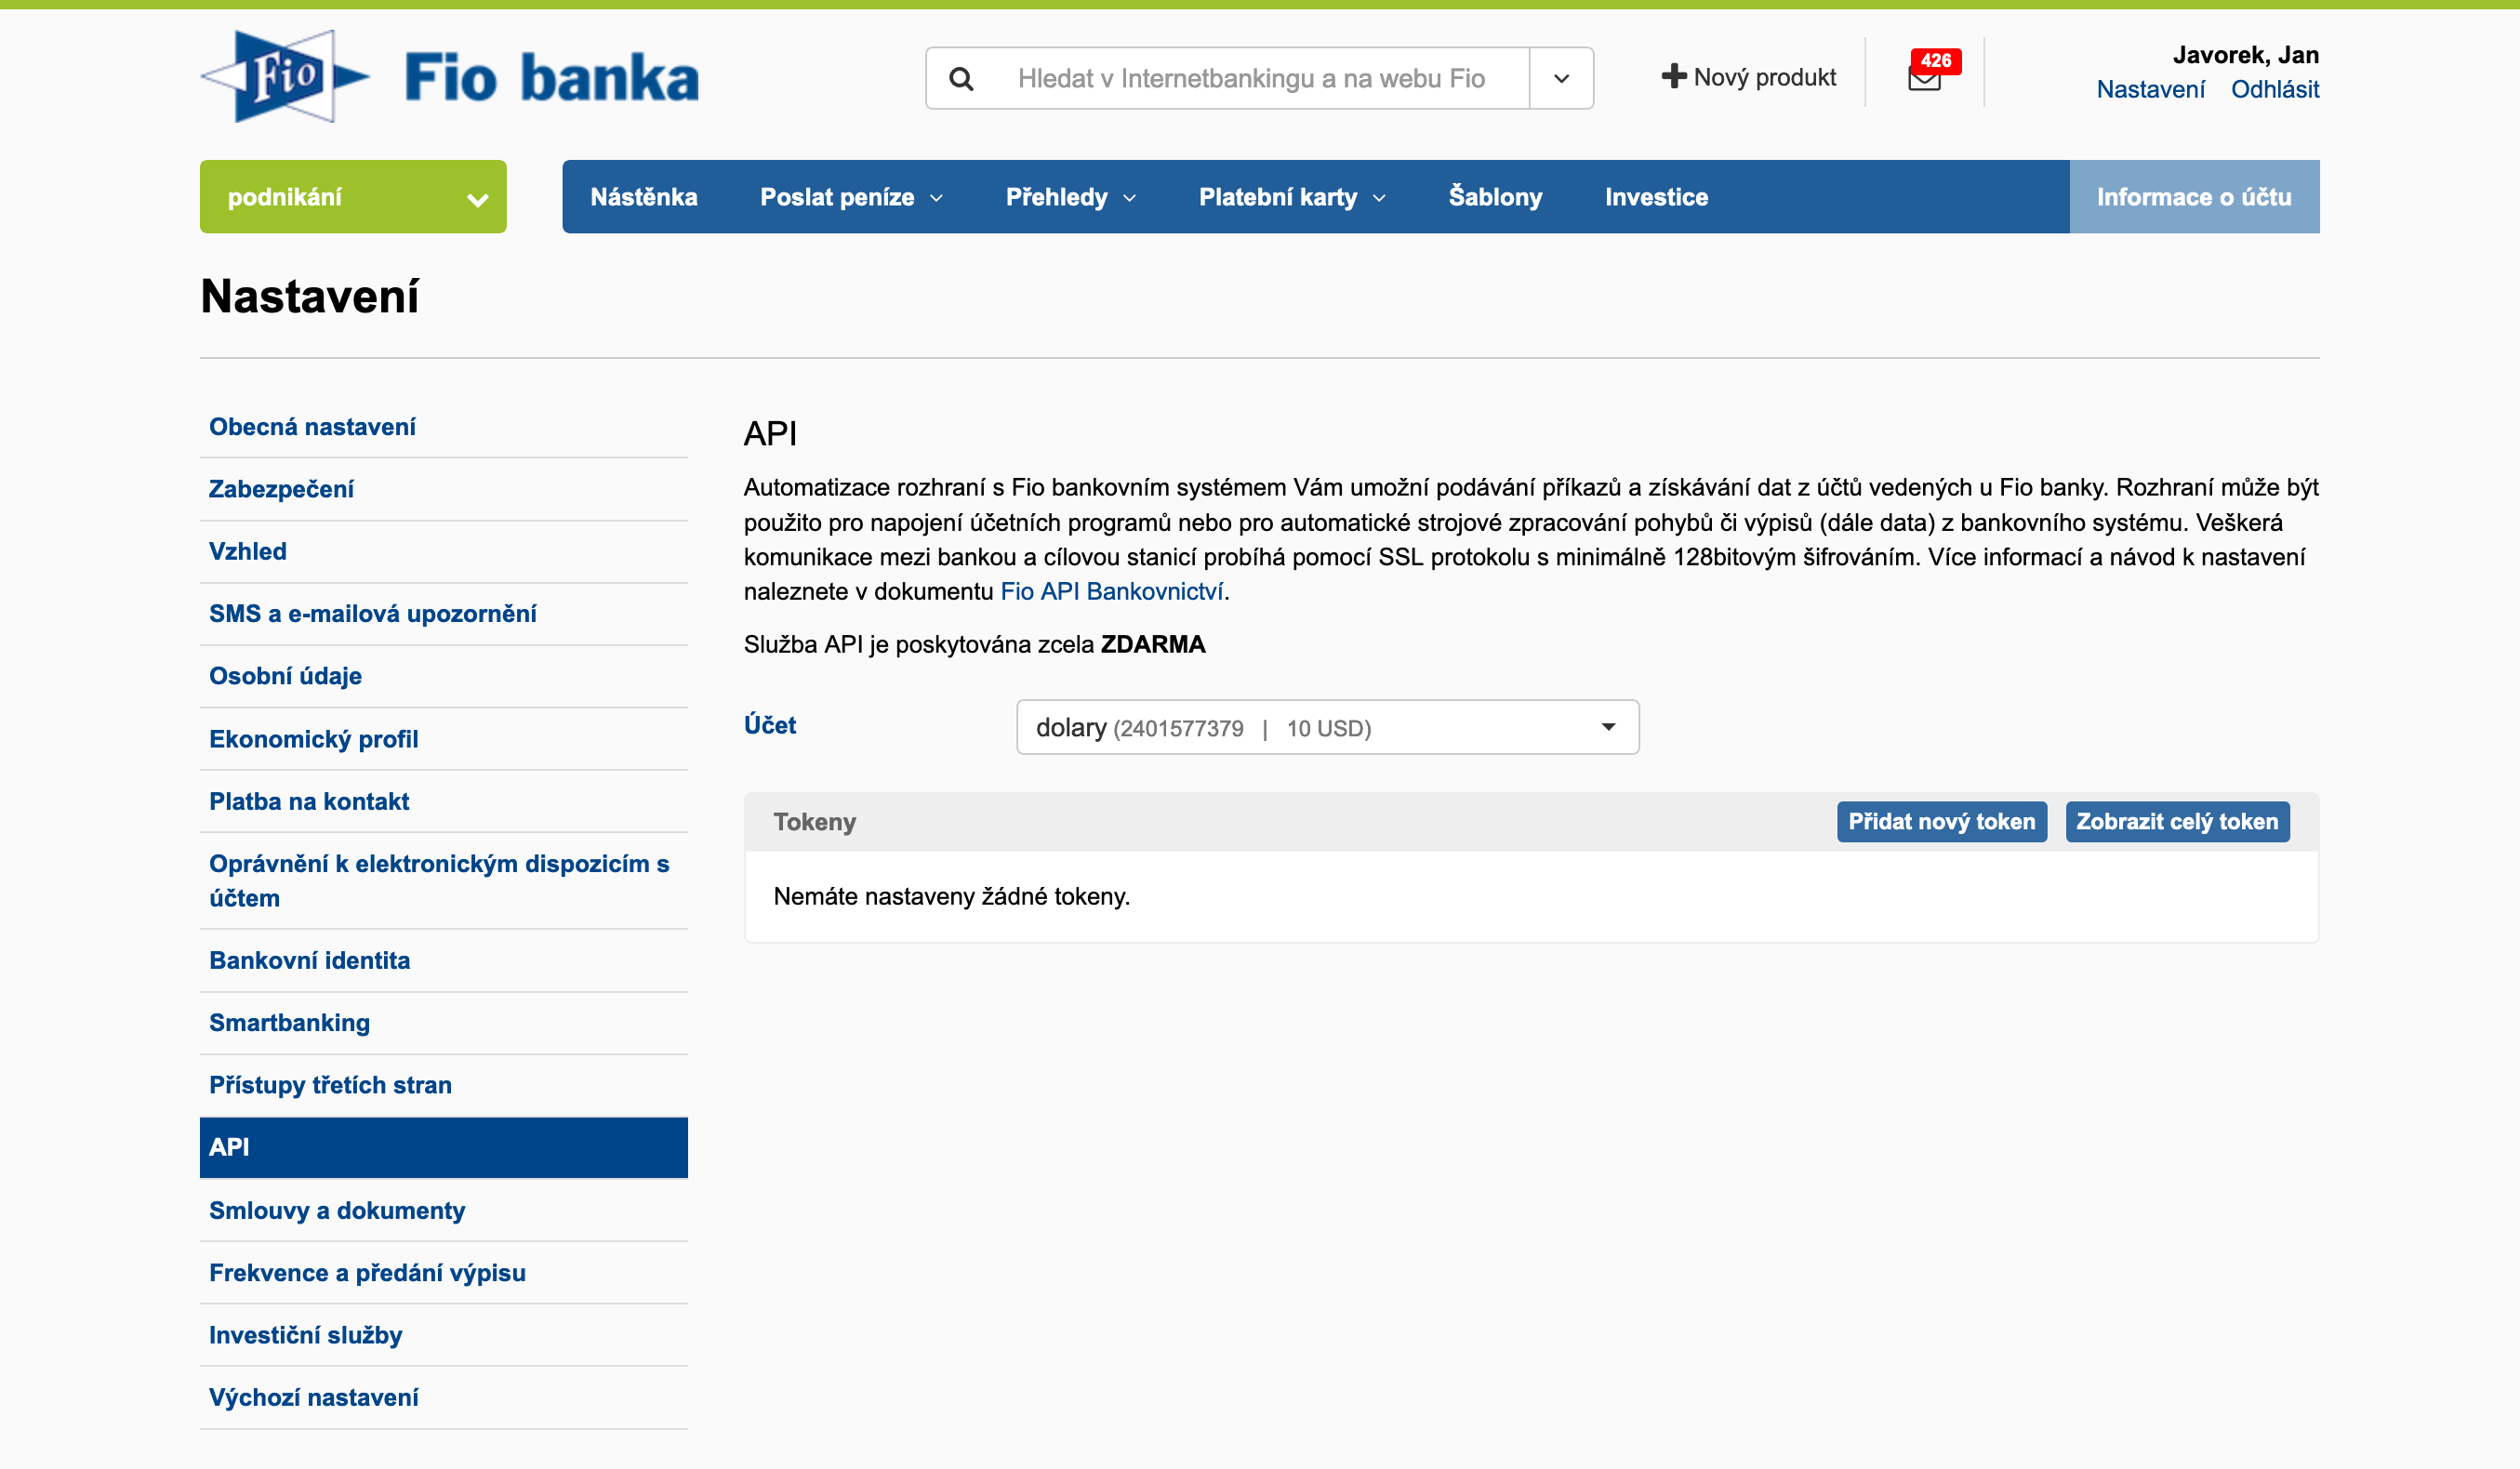 Fio
Fio banka
Hledat v Internetbankingu a na webu Fio
Nový produkt
426
Javorek, Jan
Nastavení Odhlásit
podnikání
Nástěnka Poslat peníze Přehledy Platební karty Šablony Investice Informace o účtu
Nastavení
Obecná nastavení
Zabezpečení
Vzhled
SMS a e-mailová upozornění
Osobní údaje
Ekonomický profil
Platba na kontakt
Oprávnění k elektronickým dispozicím s
účtem
Bankovní identita
Smartbanking
Přístupy třetích stran
API
Smlouvy a dokumenty
Frekvence a předání výpisu
Investiční služby
Výchozí nastavení
API
Automatizace rozhraní s Fio bankovním systémem Vám umožní podávání příkazů a získávání dat z účtů vedených u Fio banky. Rozhraní může být
použito pro napojení účetních programů nebo pro automatické strojové zpracování pohybů či výpisů (dále data) z bankovního systému. Veškerá
komunikace mezi bankou a cílovou stanicí probíhá pomocí SSL protokolu s minimálně 128bitovým šifrováním. Více informací a návod k nastavení
naleznete v dokumentu Fio API Bankovnictví.
Služba API je poskytována zcela ZDARMA
Účet
dolary (2401577379 | 10 USD)
Tokeny
Přidat nový token
Zobrazit celý token
Nemáte nastaveny žádné tokeny.